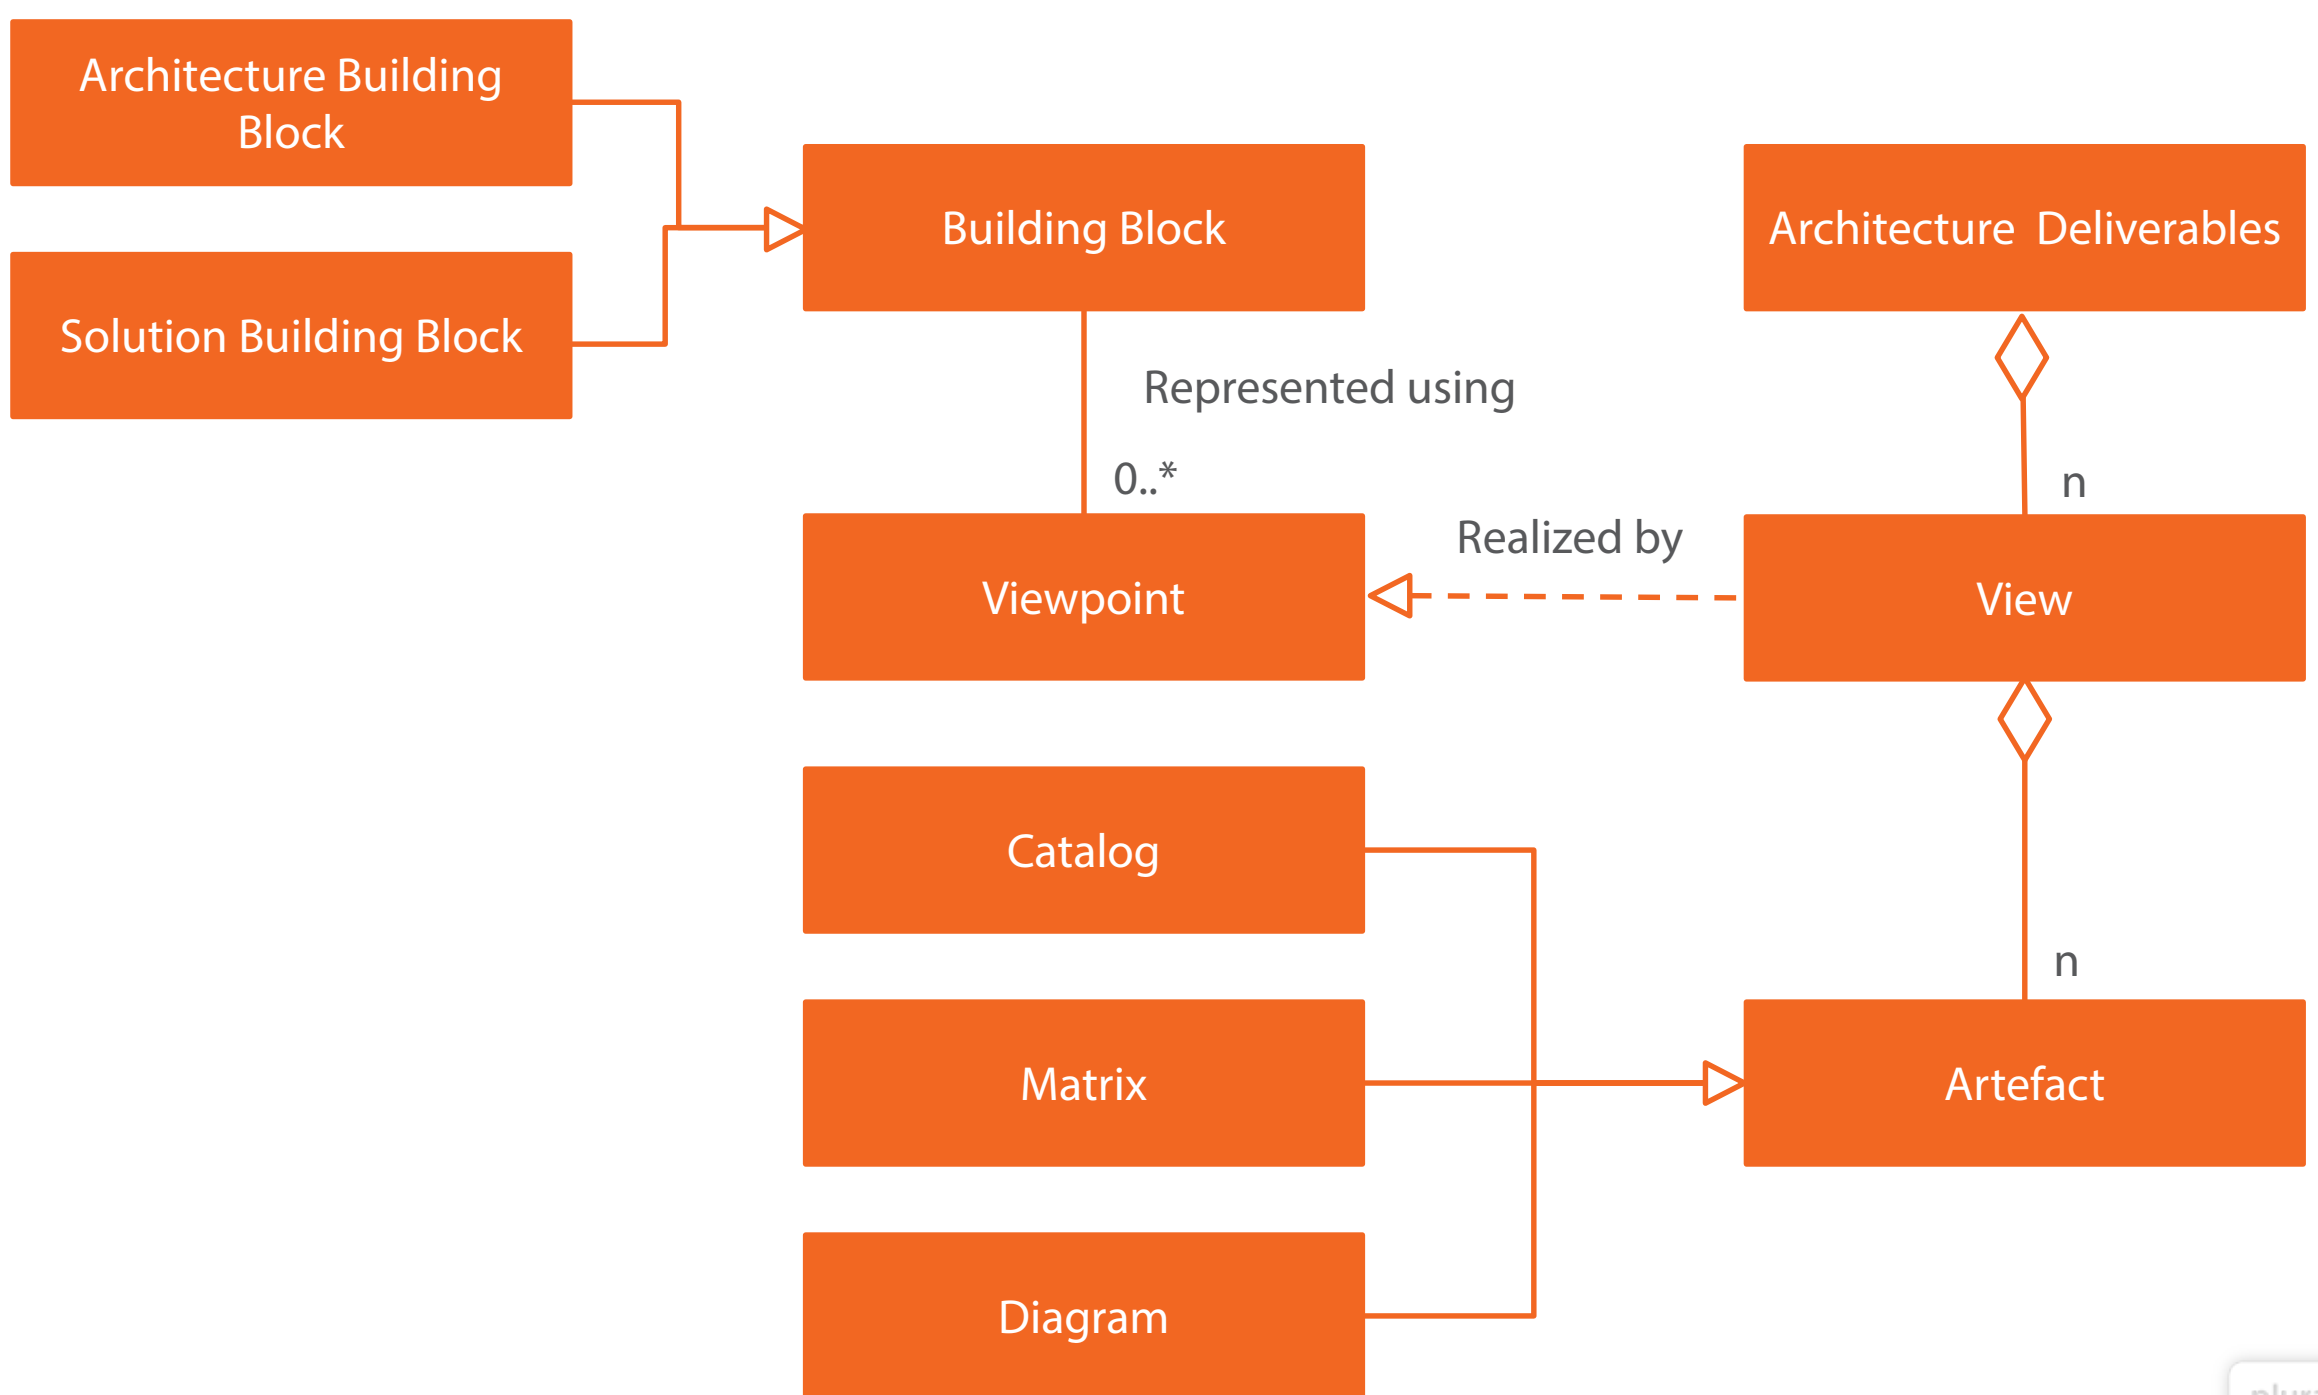 Architecture Building
Block
Building Block
Architecture Deliverables
Solution Building Block
Represented using
0..*
n
Realized by
Viewpoint
View
Catalog
n
Matrix
Artefact
Diagram